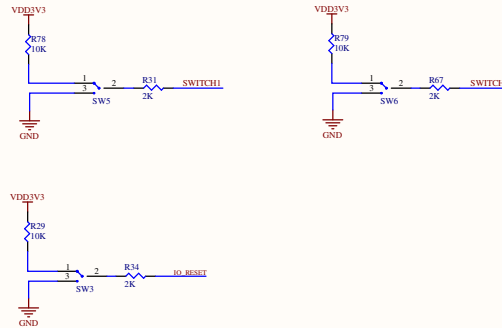 VDD3V3
R78
10K
1
3
2
SW5
R31
2K
SWITCH1
GND
VDD3V3
R79
10K
1
3
2
SW6
R67
2K
SWITCH
GND
VDD3V3
R29
10K
1
3
2
SW3
R34
2K
IO_RESET
GND